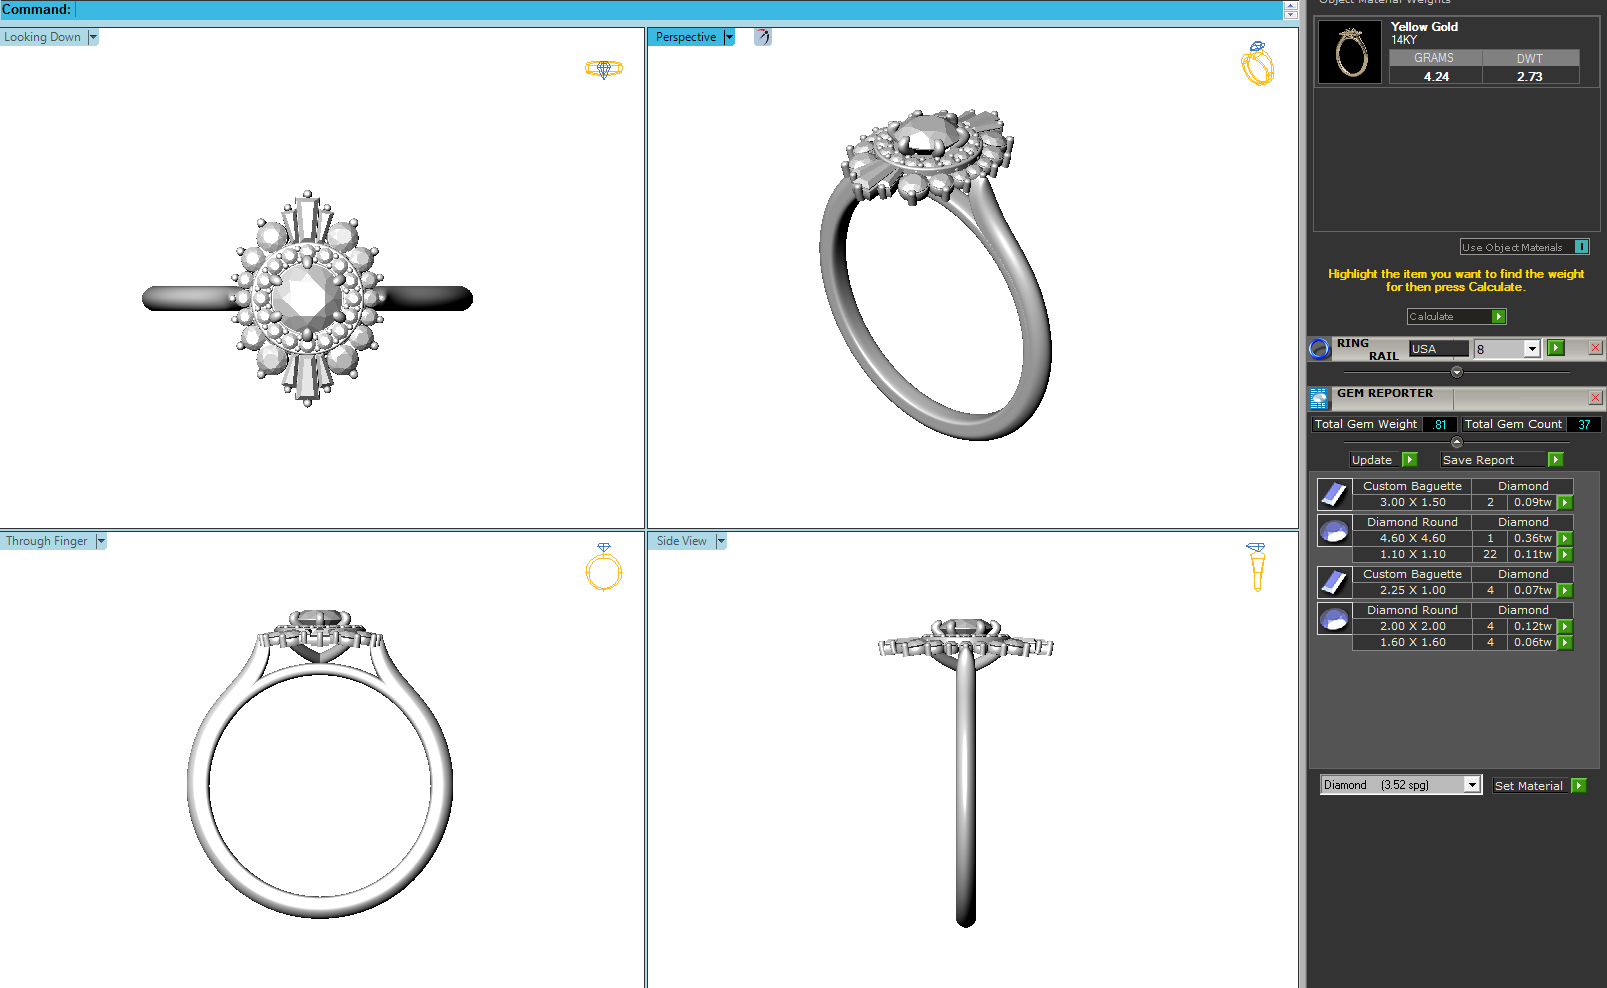 Command:
Looking Down
Perspective
Through Finger
Side View
Object Material Weights
Yellow Gold
14KY
GRAMS DWT
4.24 2.73
Use Object Materials
Highlight the item you want to find the weight
for then press Calculate.
Calculate
RING
RAIL USA 8
GEM REPORTER
Total Gem Weight .81 Total Gem Count 37
Update Save Report
Custom Baguette Diamond
3.00 X 1.50 2 0.09tw
Diamond Round Diamond
4.60 X 4.60 1 0.36tw
1.10 X 1.10 22 0.11tw
Custom Baguette Diamond
2.25 X 1.00 4 0.07tw
Diamond Round Diamond
2.00 X 2.00 4 0.12tw
1.60 X 1.60 4 0.06tw
Diamond (3.52 spg) Set Material